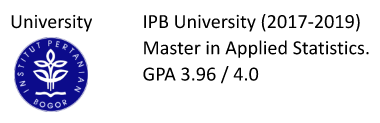 University
IPB University (2017-2019)
Master in Applied Statistics.
GPA 3.96 / 4.0
INSTITUT PERTANIAN
BOGOR